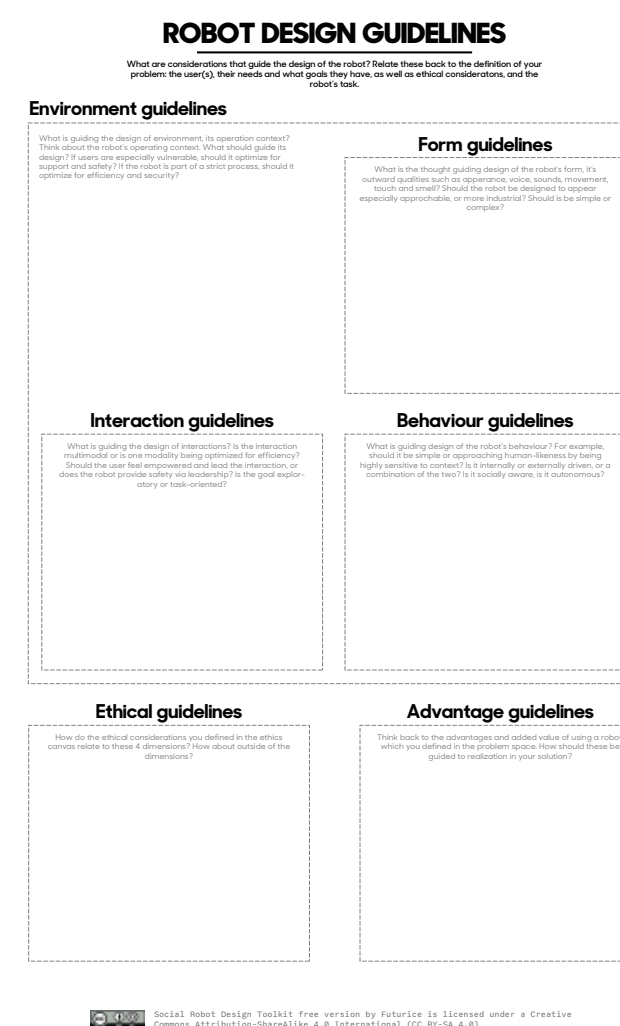 ROBOT DESIGN GUIDELINES
What are considerations that guide the design of the robot? Relate these back to the definition of your
problem: the user(s), their needs and what goals they have, as well as ethical consideratons, and the
robot's task.
Environment guidelines
What is guiding the design of environment, its operation context?
Think about the robot's operating context. What should guide its
design? If users are especially vulnerable, should it optimize for
support and safety? If the robot is part of a strict process, should it
optimize for efficiency and security?
Form guidelines
What is the thought guiding design of the robot's form, it's
outward qualities such as apperance, voice, sounds, movement,
touch and smell? Should the robot be designed to appear
especially approchable, or more industrial? Should is be simple or
complex?
Interaction guidelines
What is guiding the design of interactions? Is the interaction
multimodal or is one modality being optimized for efficiency?
Should the user feel empowered and lead the interaction, or
does the robot provide safety via leadership? Is the goal explor-
atory or task-oriented?
Behaviour guidelines
What is guiding design of the robot's behaviour? For example,
should it be simple or approaching human-likeness by being
highly sensitive to context? Is it internally or externally driven, or a
combination of the two? Is it socially aware, is it autonomous?
Ethical guidelines
How do the ethical considerations you defined in the ethics
canvas relate to these 4 dimensions? How about outside of the
dimensions?
Advantage guidelines
Think back to the advantages and added value of using a robot
which you defined in the problem space. How should these be
guided to realization in your solution?
Social Robot Design Toolkit free version by Futurice is licensed under a Creative
Commons Attribution-ShareAlike 4.0 International (CC BY-SA 4.0)